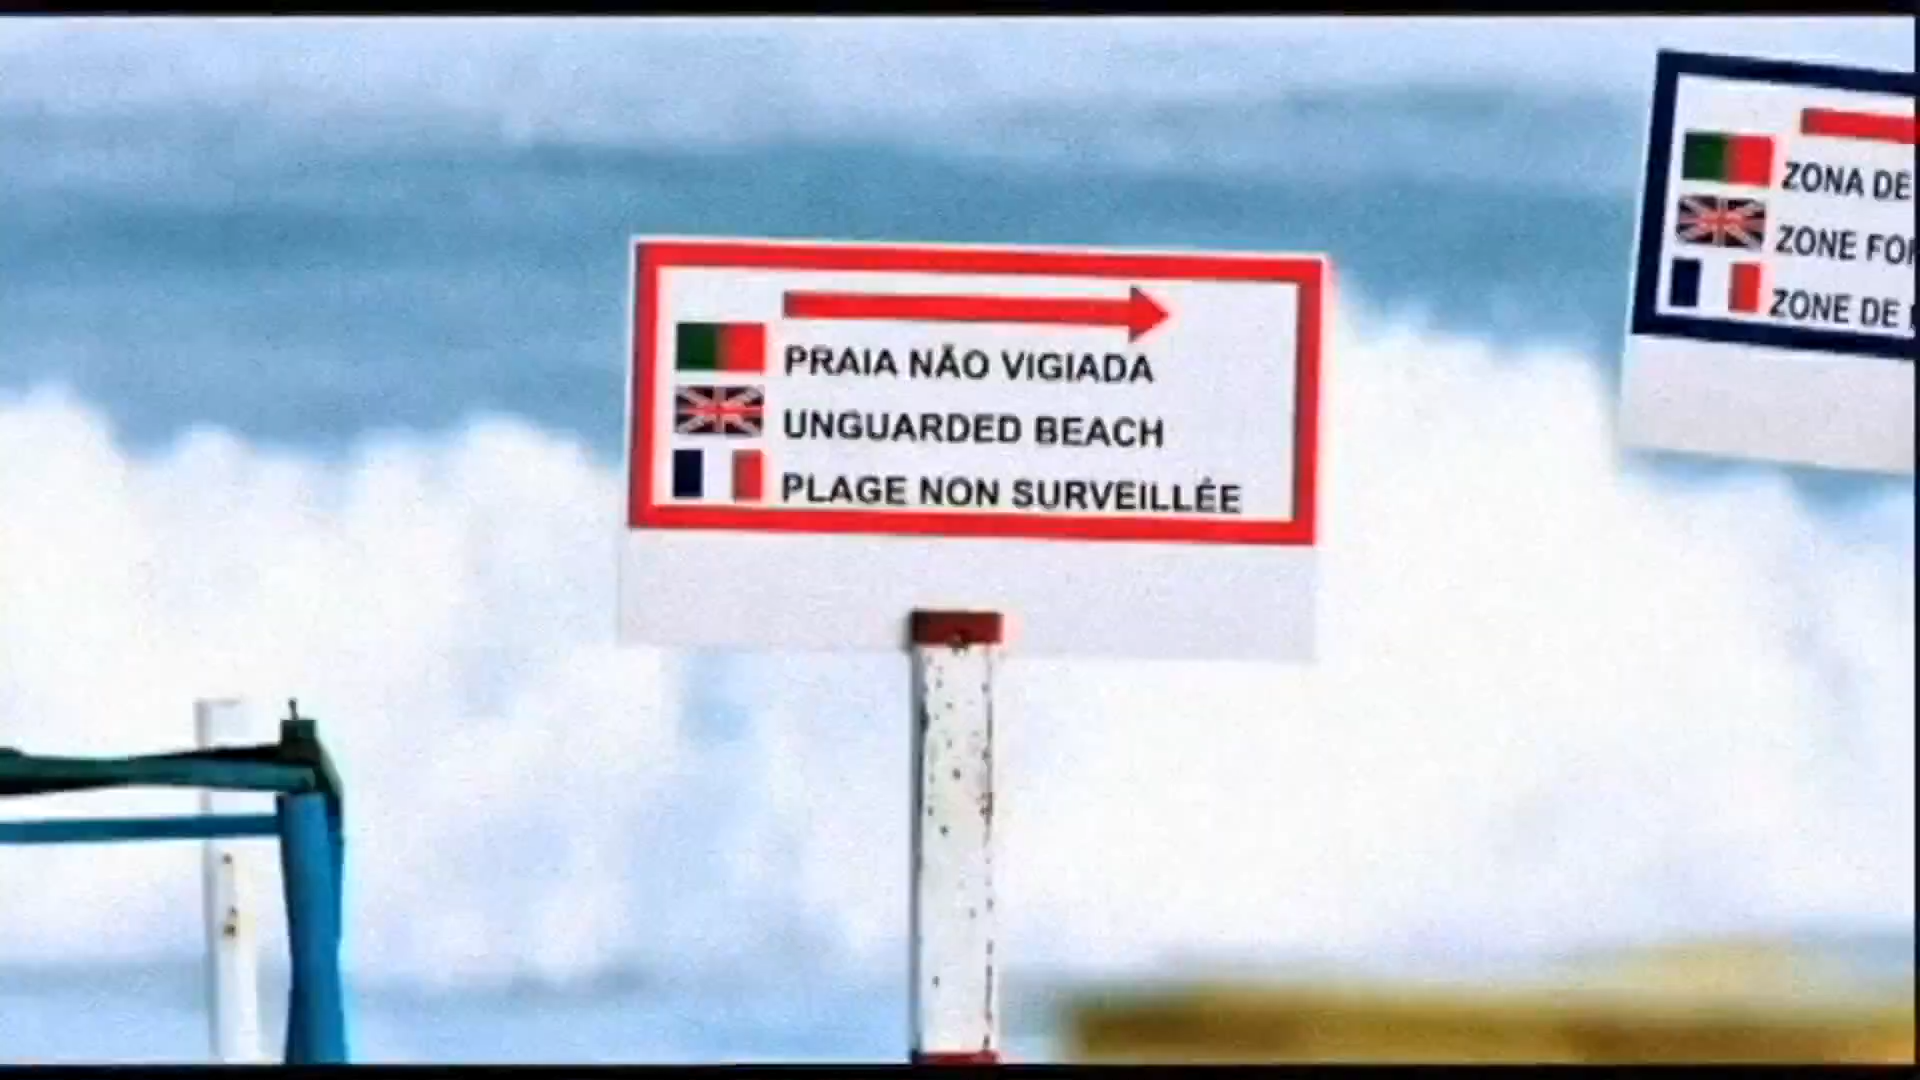 PRAIA NÃO VIGIADA
UNGUARDED BEACH
PLAGE NON SURVEILLÉE
ZONA DE
ZONE
ZONE DE